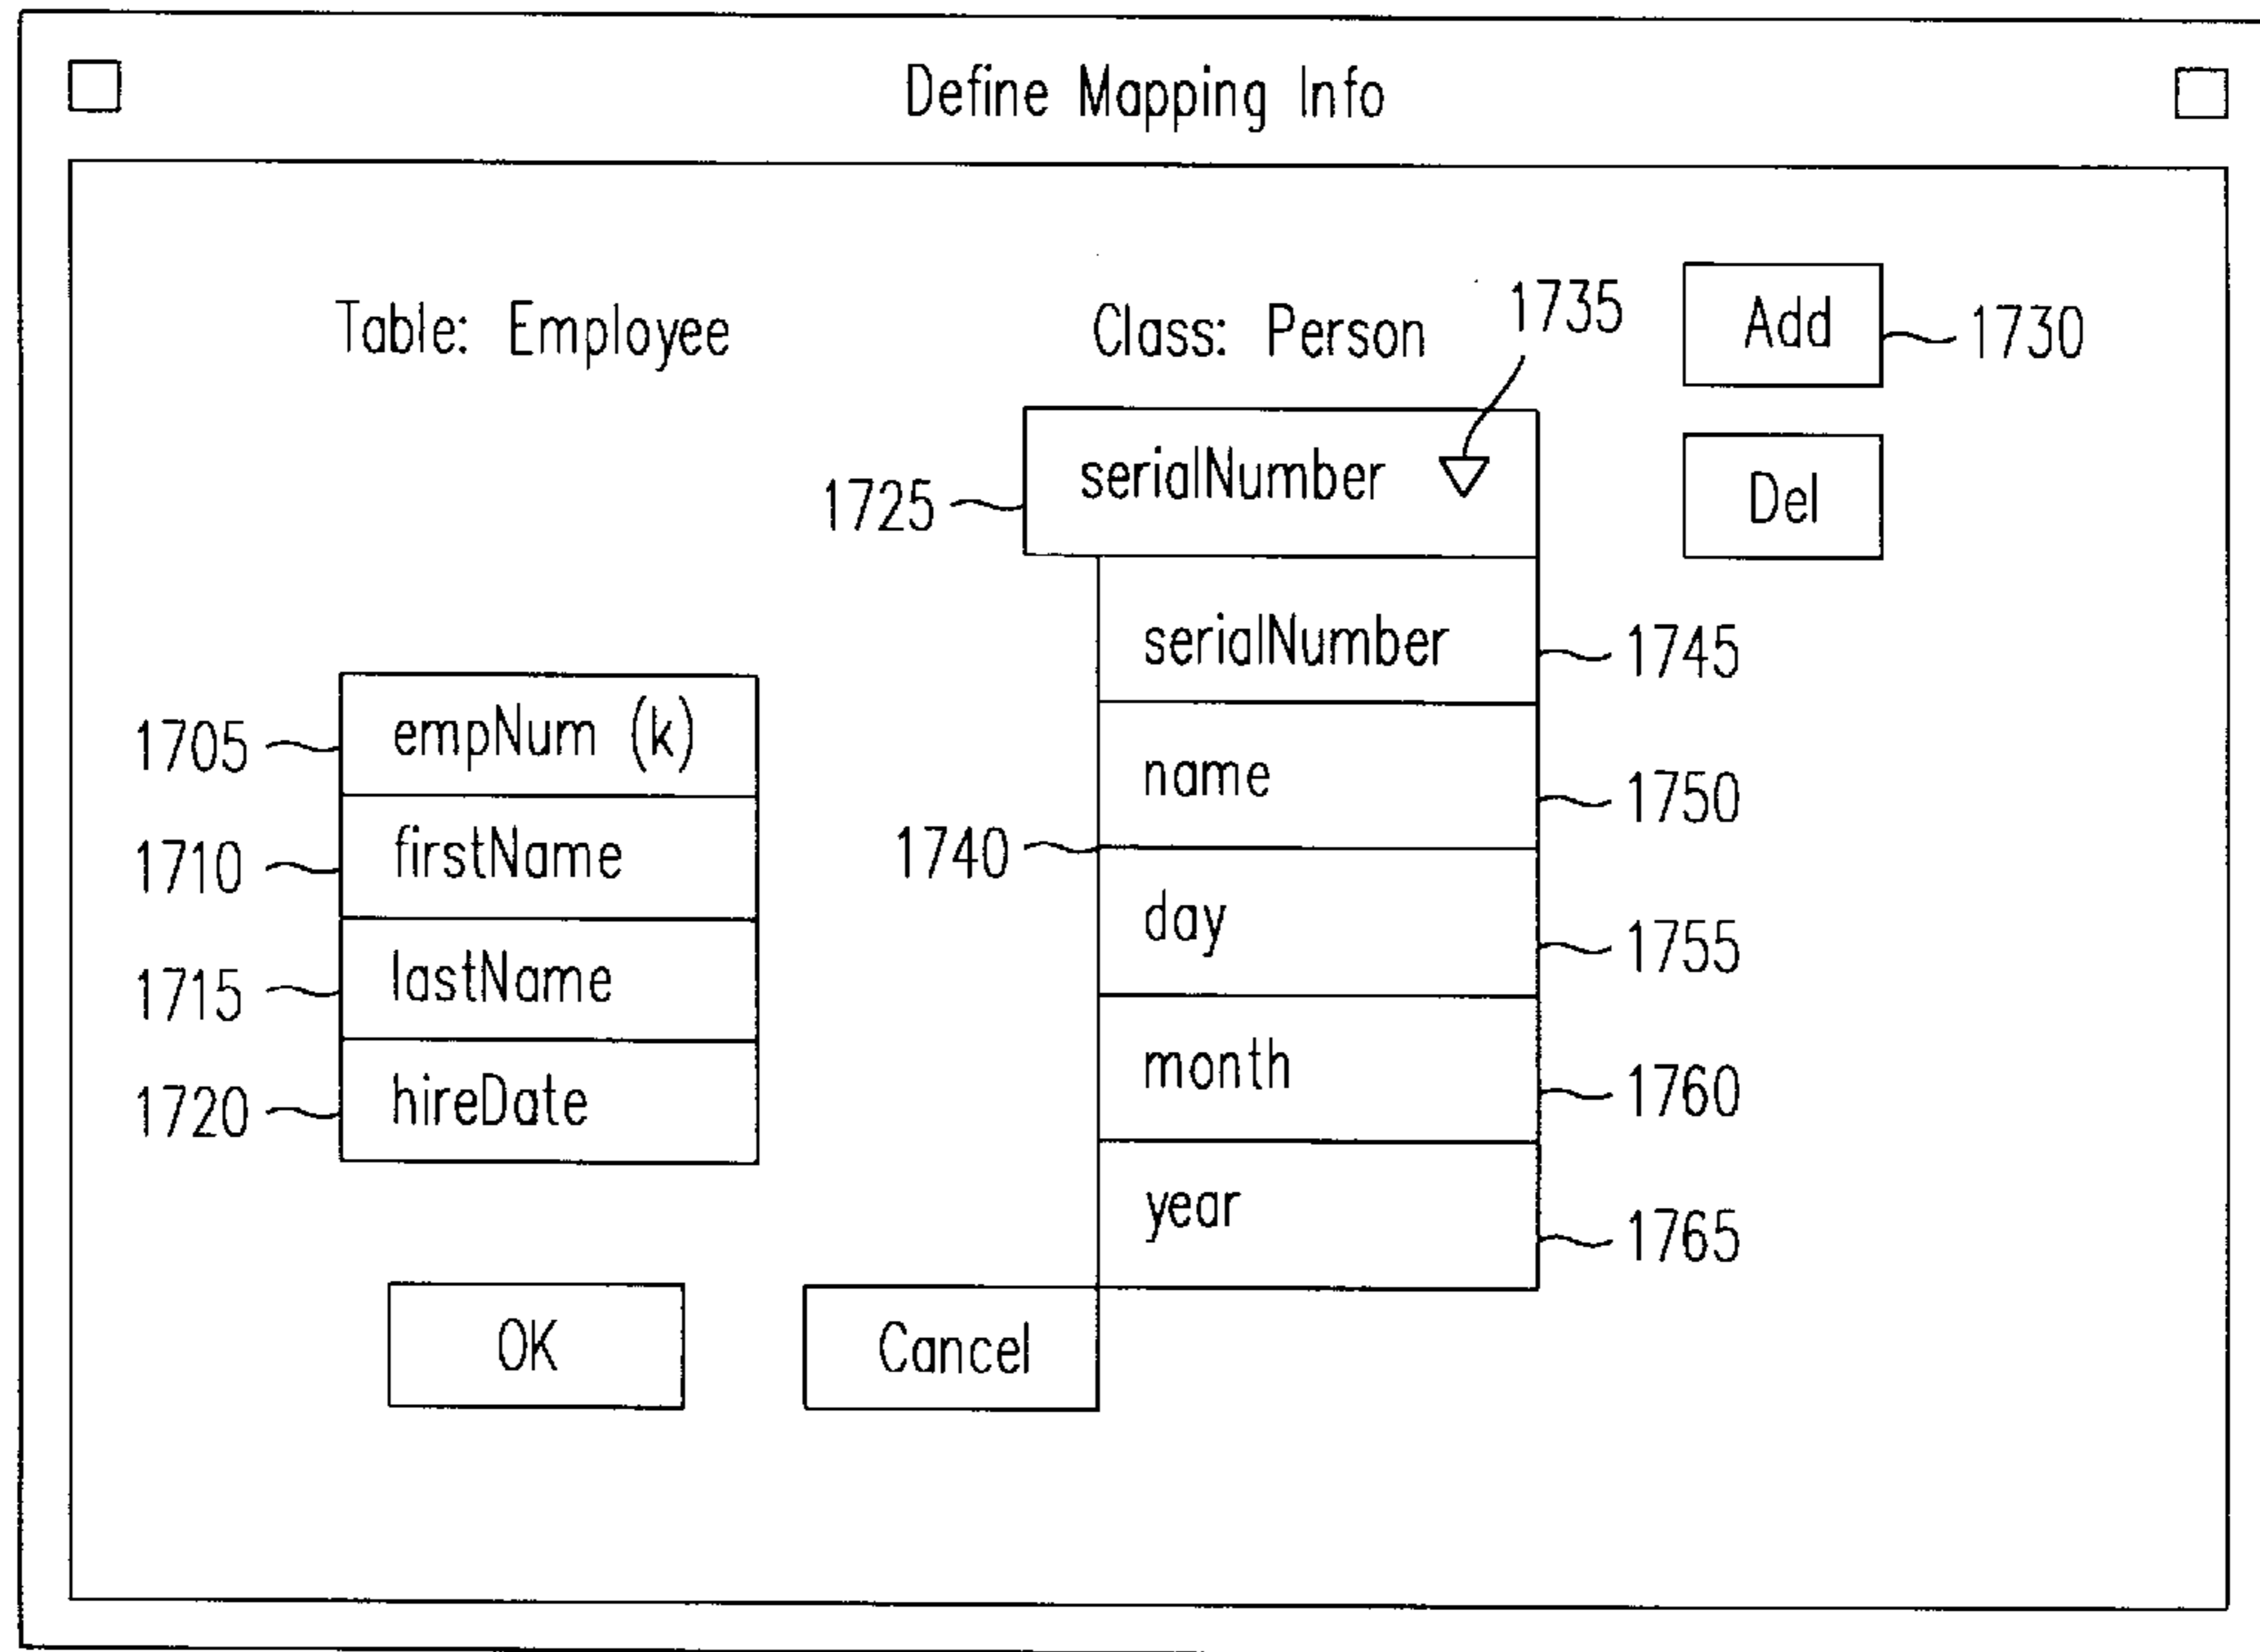 Define Mapping Info
Table: Employee
Class: Person
1735
Add
1730
1725
serialNumber
Del
serialNumber
1745
1705
empNum (k)
name
1750
1710
firstName
1740
day
1755
1715
lastName
month
1760
1720
hireDate
year
1765
OK
Cancel